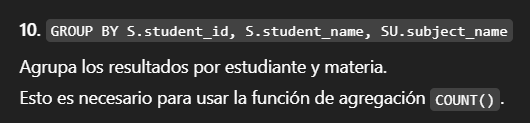 10. GROUP BY S.student_id, S.student_name, SU.subject_name
Agrupa los resultados por estudiante y materia.
Esto es necesario para usar la función de agregación COUNT().